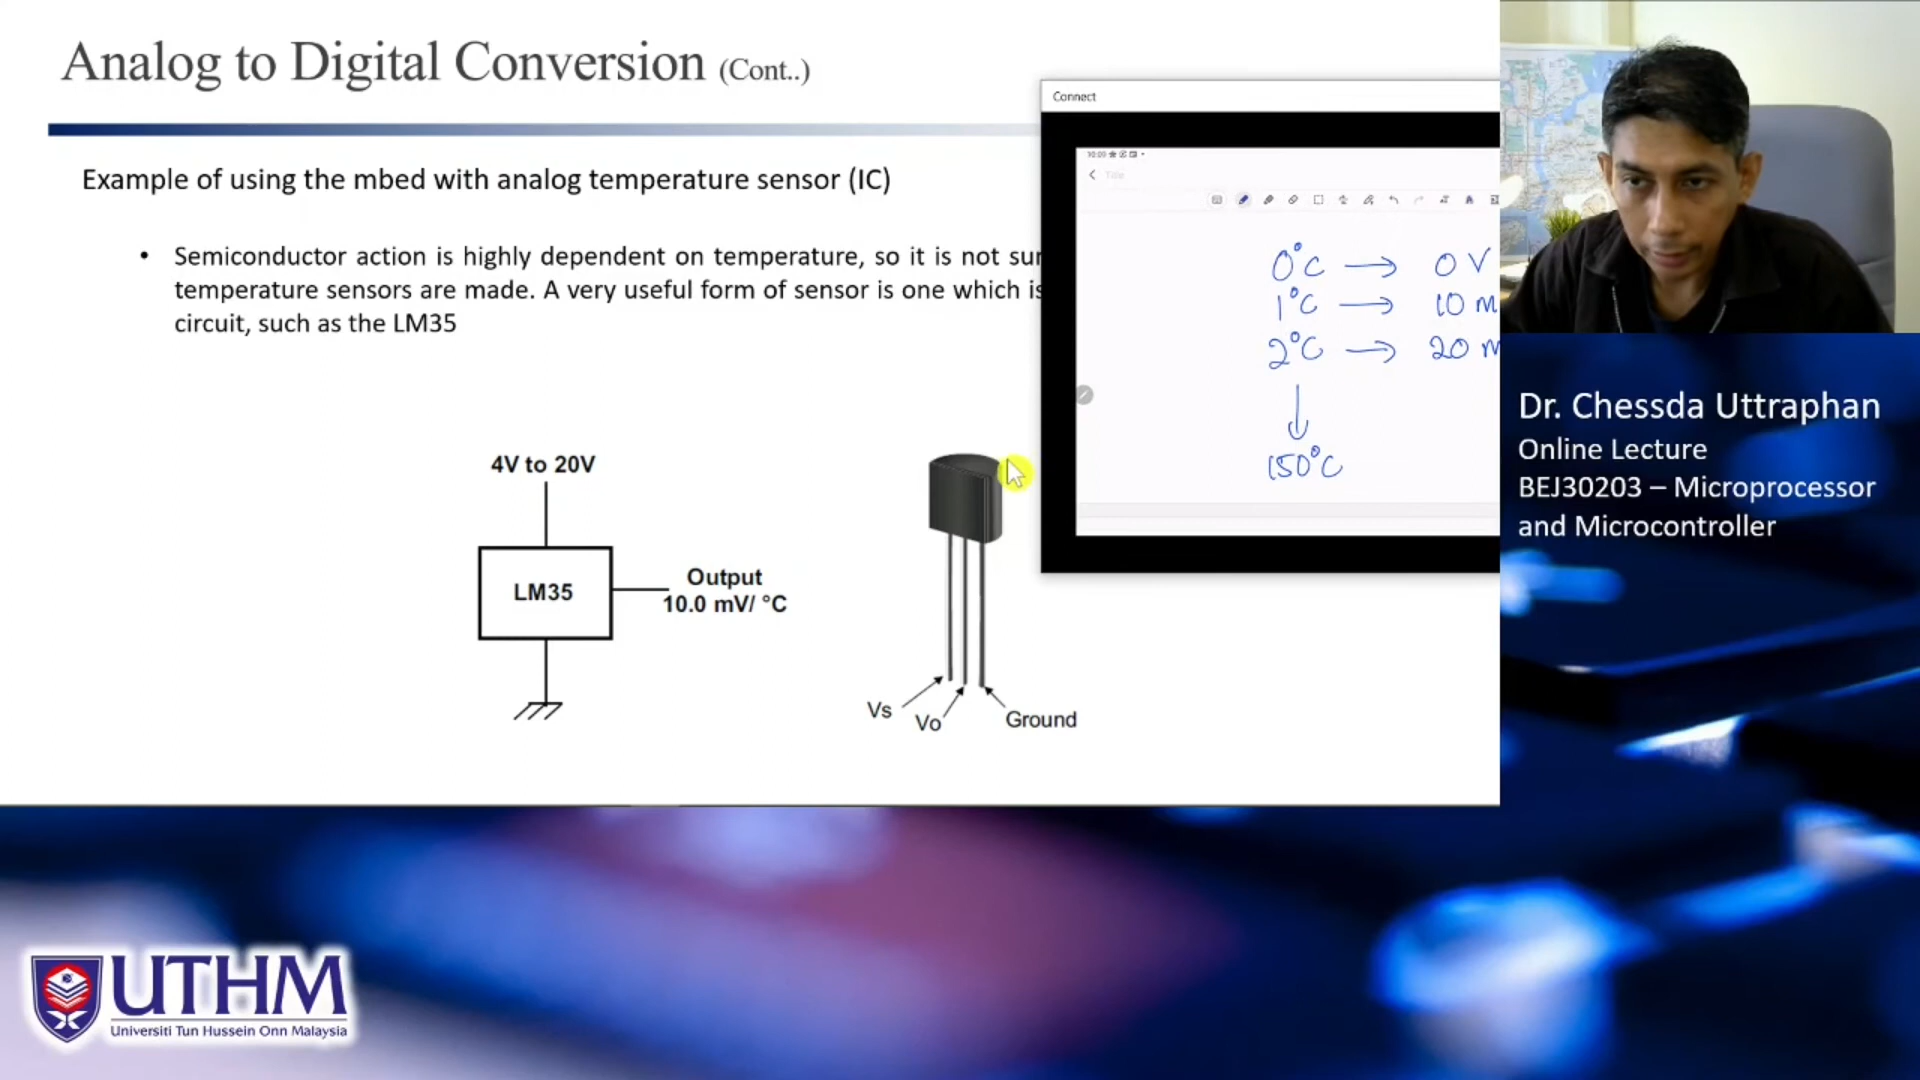 Analog to Digital Conversion (Cont..)
Example of using the mbed with analog temperature sensor (IC)
• Semiconductor action is highly dependent on temperature, so it is not sur
temperature sensors are made. A very useful form of sensor is one which is
circuit, such as the LM35
4V to 20V
LM35
Output
10.0 mV/ °C
Vs
Vo
Ground
Connect
Title
0°C → 0 V
1°C → 10 m
2°C → 20 m
↓
150°C
Dr. Chessda Uttraphan
Online Lecture
BEJ30203 – Microprocessor
and Microcontroller
UTHM
Universiti Tun Hussein Onn Malaysia